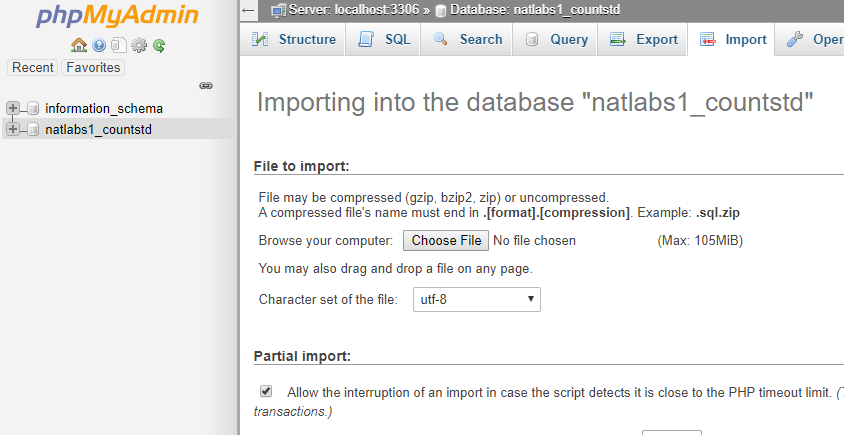 phpMyAdmin
Recent Favorites
information_schema
natlabs1_countstd
Server: localhost:3306 » Database: natlabs1_countstd
Structure SQL Search Query Export Import Oper
Importing into the database "natlabs1_countstd"
File to import:
File may be compressed (gzip, bzip2, zip) or uncompressed.
A compressed file's name must end in .[format].[compression]. Example: .sql.zip
Browse your computer: Choose File No file chosen (Max: 105MiB)
You may also drag and drop a file on any page.
Character set of the file: utf-8
Partial import:
Allow the interruption of an import in case the script detects it is close to the PHP timeout limit. (T
transactions.)